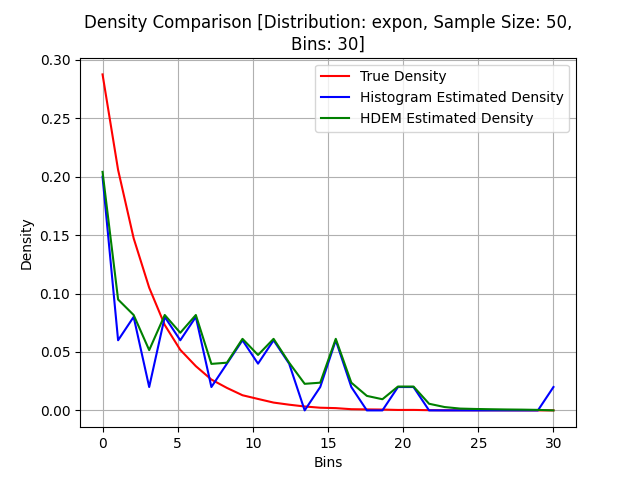 Density Comparison [Distribution: expon, Sample Size: 50,
Bins: 30]
True Density
Histogram Estimated Density
HDEM Estimated Density
Density
0.30
0.25
0.20
0.15
0.10
0.05
0.00
0
5
10
15
20
25
30
Bins